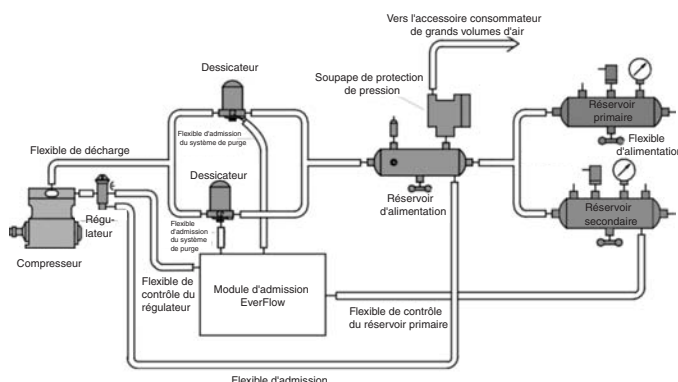 Vers l'accessoire consommateur
de grands volumes d'air
Dessicateur
Soupape de protection
de pression
Réservoir
primaire
Flexible d'admission
du système de purge
Flexible
d'alimentation
Flexible de décharge
Dessicateur
Réservoir
d'alimentation
Réservoir
secondaire
Régu-
lateur
Flexible
d'admission
du système
de purge
Compresseur
Flexible de
contrôle du
régulateur
Module d'admission
EverFlow
Flexible de contrôle
du réservoir primaire
Flexible d'admission